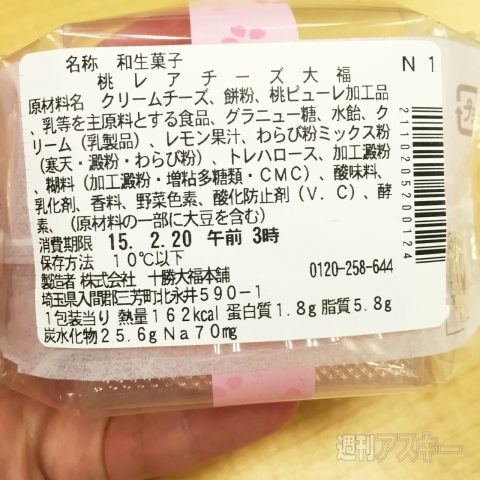 名称 和生菓子
桃レアチーズ大福
N1
原材料名 クリームチーズ、餅粉、桃ピューレ加工品
、乳等を主原料とする食品、グラニュー糖、水飴、ク
リーム（乳製品）、レモン果汁、わらび粉ミックス粉
（寒天・澱粉・わらび粉）、トレハロース、加工澱粉
、糊料（加工澱粉・増粘多糖類・CMC）、酸味料、
乳化剤、香料、野菜色素、酸化防止剤（V.C）、酵
素、（原材料の一部に大豆を含む）
消費期限 15.2.20 午前3時
保存方法 10℃以下
製造者 株式会社 十勝大福本舗 0120-258-644
埼玉県入間郡三芳町北永井590-1
1包装当り 熱量162kcal 蛋白質1.8g 脂質5.8g
炭水化物25.6g Na70mg
2110205200124
週刊アスキー